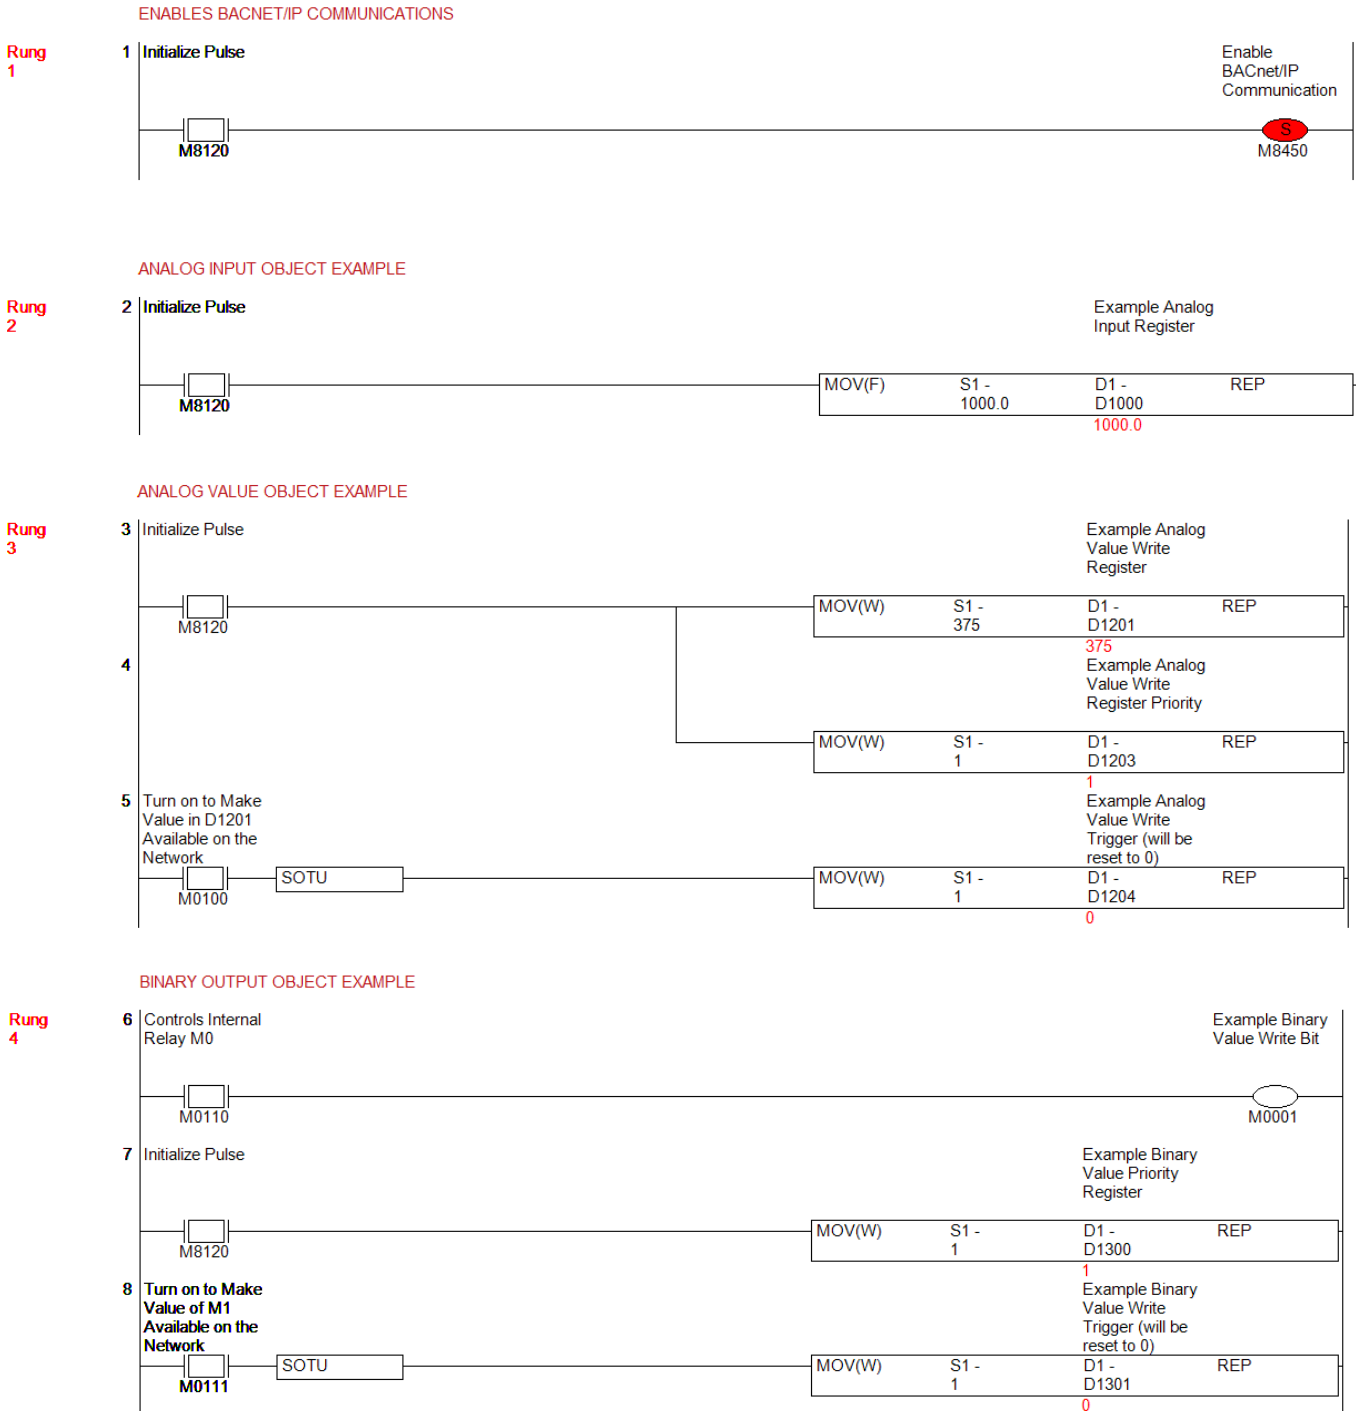 ENABLES BACNET/IP COMMUNICATIONS
Rung
1
1
Initialize Pulse
Enable
BACnet/IP
Communication
S
M8120
M8450
ANALOG INPUT OBJECT EXAMPLE
Rung
2
2
Initialize Pulse
Example Analog
Input Register
MOV(F) S1 - D1 - REP
M8120
1000.0 D1000
1000.0
ANALOG VALUE OBJECT EXAMPLE
Rung
3
3
Initialize Pulse
Example Analog
Value Write
Register
MOV(W) S1 - D1 - REP
M8120
375 D1201
375
4
Example Analog
Value Write
Register Priority
MOV(W) S1 - D1 - REP
1 D1203
1
5
Turn on to Make
Value in D1201
Available on the
Network
Example Analog
Value Write
Trigger (will be
reset to 0)
SOTU
MOV(W) S1 - D1 - REP
M0100
1 D1204
0
BINARY OUTPUT OBJECT EXAMPLE
Rung
4
6
Controls Internal
Relay M0
Example Binary
Value Write Bit
M0110
M0001
7
Initialize Pulse
Example Binary
Value Priority
Register
MOV(W) S1 - D1 - REP
M8120
1 D1300
1
8
Turn on to Make
Value of M1
Available on the
Network
Example Binary
Value Write
Trigger (will be
reset to 0)
SOTU
MOV(W) S1 - D1 - REP
M0111
1 D1301
0